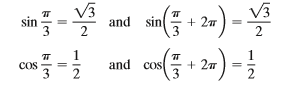 sin π/3 = √3/2 and sin(π/3 + 2π) = √3/2
cos π/3 = 1/2 and cos(π/3 + 2π) = 1/2